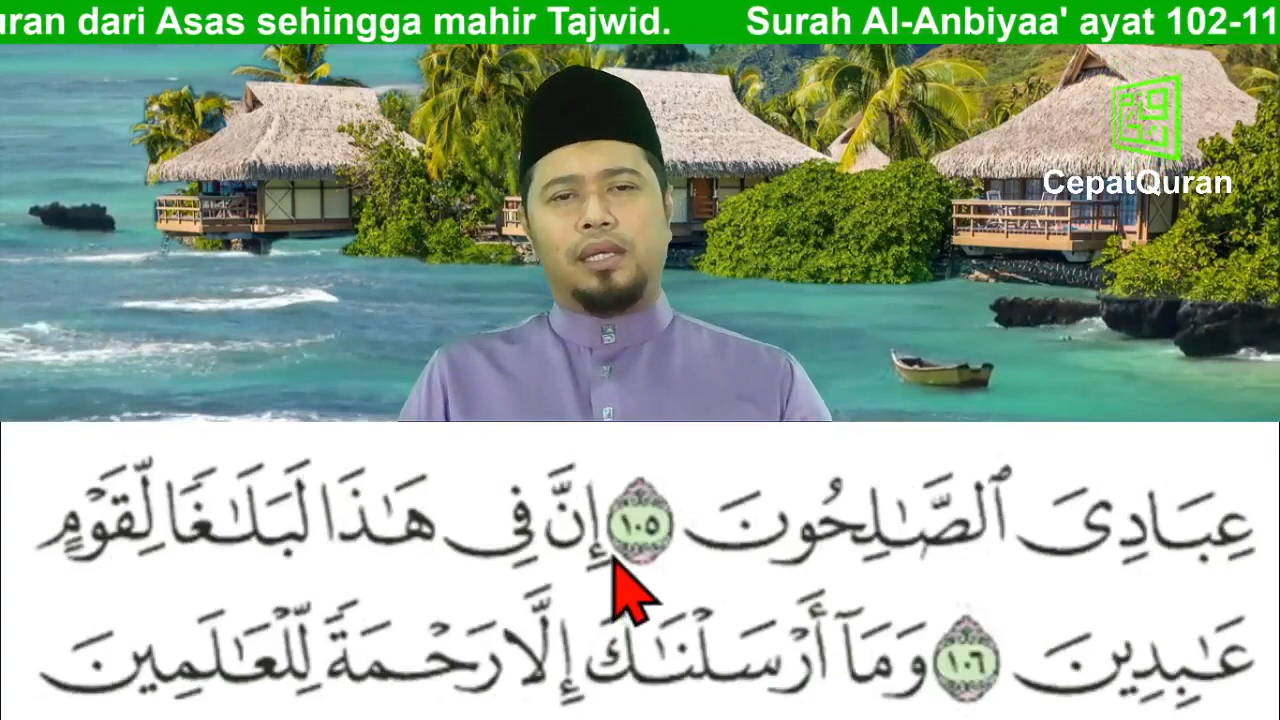 uran dari Asas sehingga mahir Tajwid. Surah Al-Anbiyaa' ayat 102-11
CepatQuran
عِبَادِىَ ٱلصَّـٰلِحُونَ ١٠٥ إِنَّ فِى هَـٰذَا لَبَلَـٰغًا لِّقَوْمٍ
عَـٰبِدِينَ ١٠٦ وَمَآ أَرْسَلْنَـٰكَ إِلَّا رَحْمَةً لِّلْعَـٰلَمِينَ